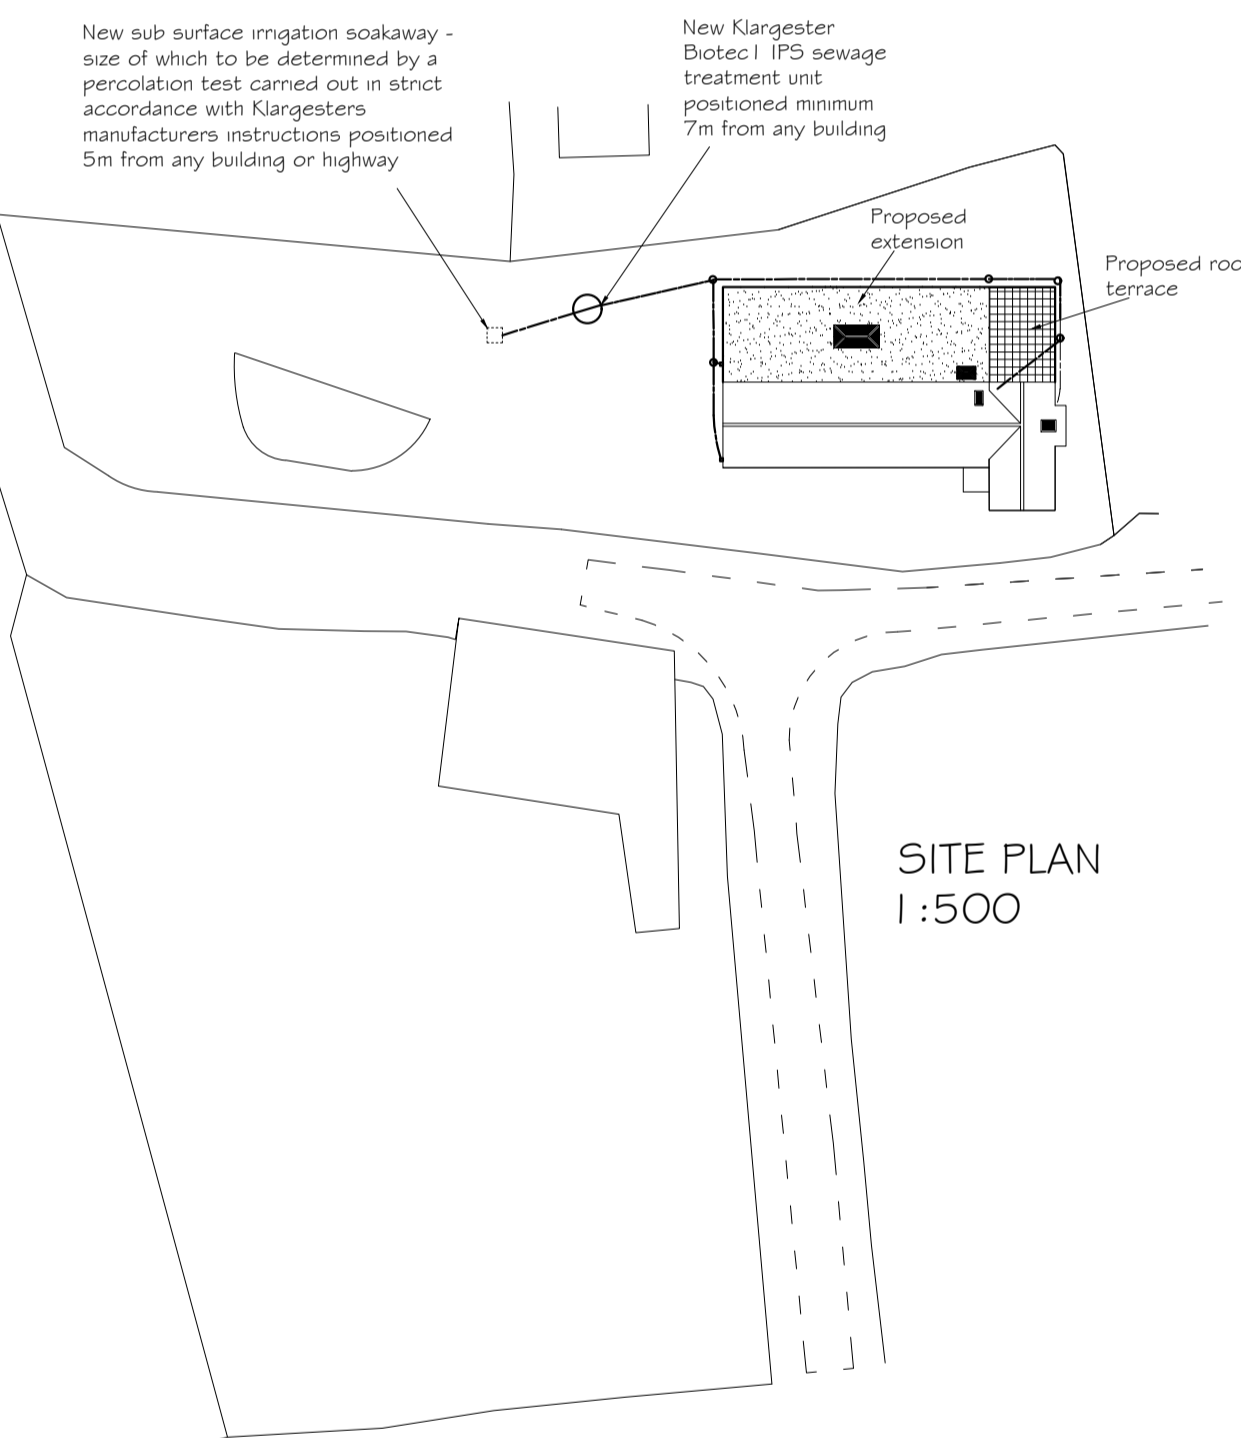 New sub surface irrigation soakaway -
size of which to be determined by a
percolation test carried out in strict
accordance with Klargesters
manufacturers instructions positioned
5m from any building or highway
New Klargester
Biotec1 IPS sewage
treatment unit
positioned minimum
7m from any building
Proposed
extension
Proposed roo
terrace
SITE PLAN
1:500